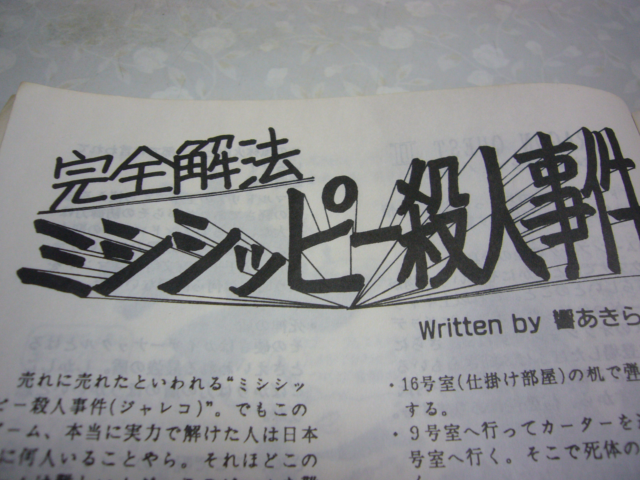 完全解法
ミシシッピー殺人事件
Written by 響あきら
売れに売れたといわれる“ミシシッ
ピー殺人事件(ジャレコ)”。でもこの
ーム、本当に実力で解けた人は日本
に何人いることやら。それほどこの
・16号室(仕掛け部屋)の机で弾
する。
・9号室へ行ってカーターを
号室へ行く。そこで死体の